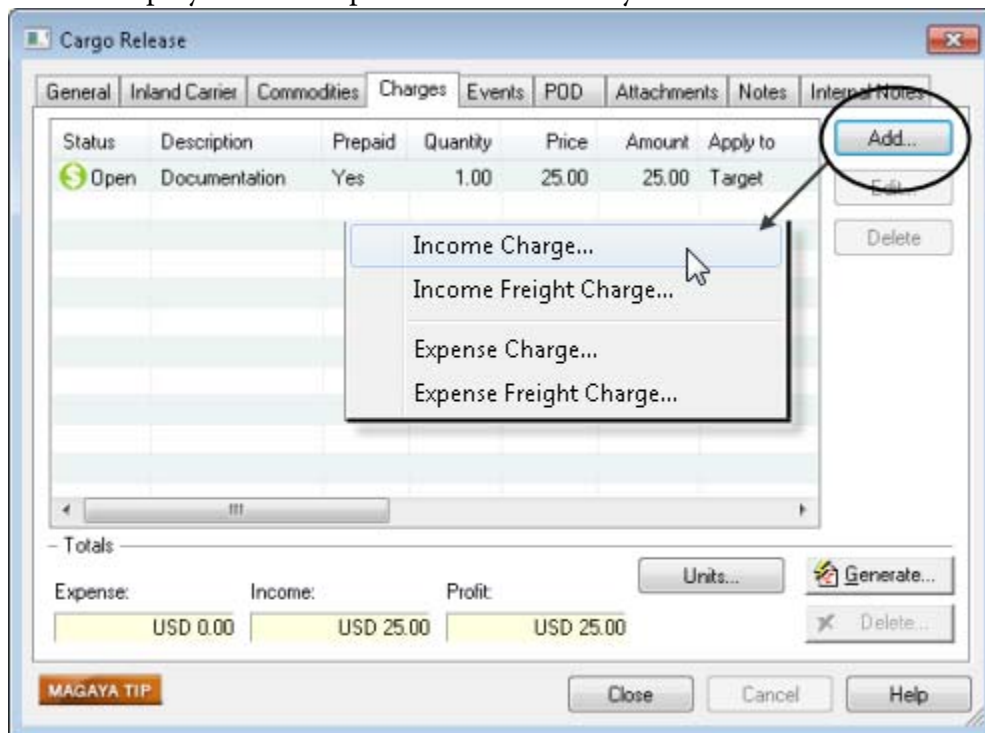 Cargo Release
General Inland Carrier Commodities Charges Events POD Attachments Notes Internal Notes
Status Description Prepaid Quantity Price Amount Apply to
Open Documentation Yes 1.00 25.00 25.00 Target
Add...
Edit...
Delete
Income Charge...
Income Freight Charge...
Expense Charge...
Expense Freight Charge...
Totals
Expense: Income: Profit:
USD 0.00 USD 25.00 USD 25.00
Units...
Generate...
Delete...
MAGAYA TIP
Close Cancel Help